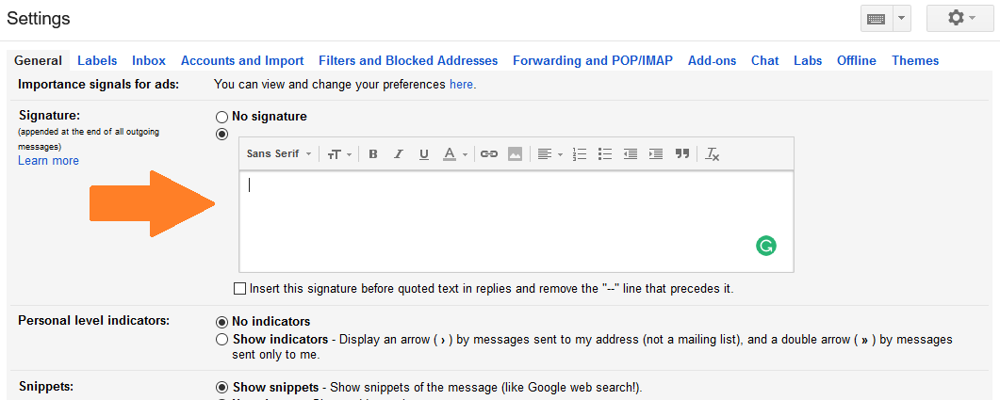 Settings
General Labels Inbox Accounts and Import Filters and Blocked Addresses Forwarding and POP/IMAP Add-ons Chat Labs Offline Themes
Importance signals for ads: You can view and change your preferences here.
Signature:
(appended at the end of all outgoing
messages)
Learn more
No signature
Sans Serif
Insert this signature before quoted text in replies and remove the "--" line that precedes it.
Personal level indicators: No indicators
Show indicators - Display an arrow ( › ) by messages sent to my address (not a mailing list), and a double arrow ( » ) by messages
sent only to me.
Snippets: Show snippets - Show snippets of the message (like Google web search!).